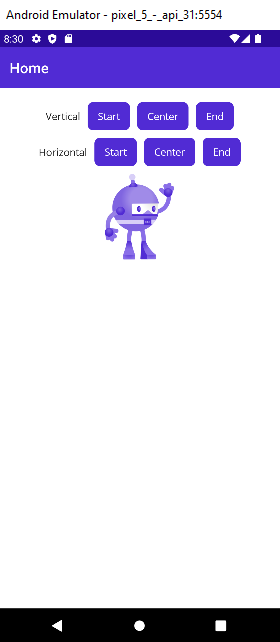 Android Emulator - pixel_5_-_api_31:5554
8:30
Home
Vertical Start Center End
Horizontal Start Center End